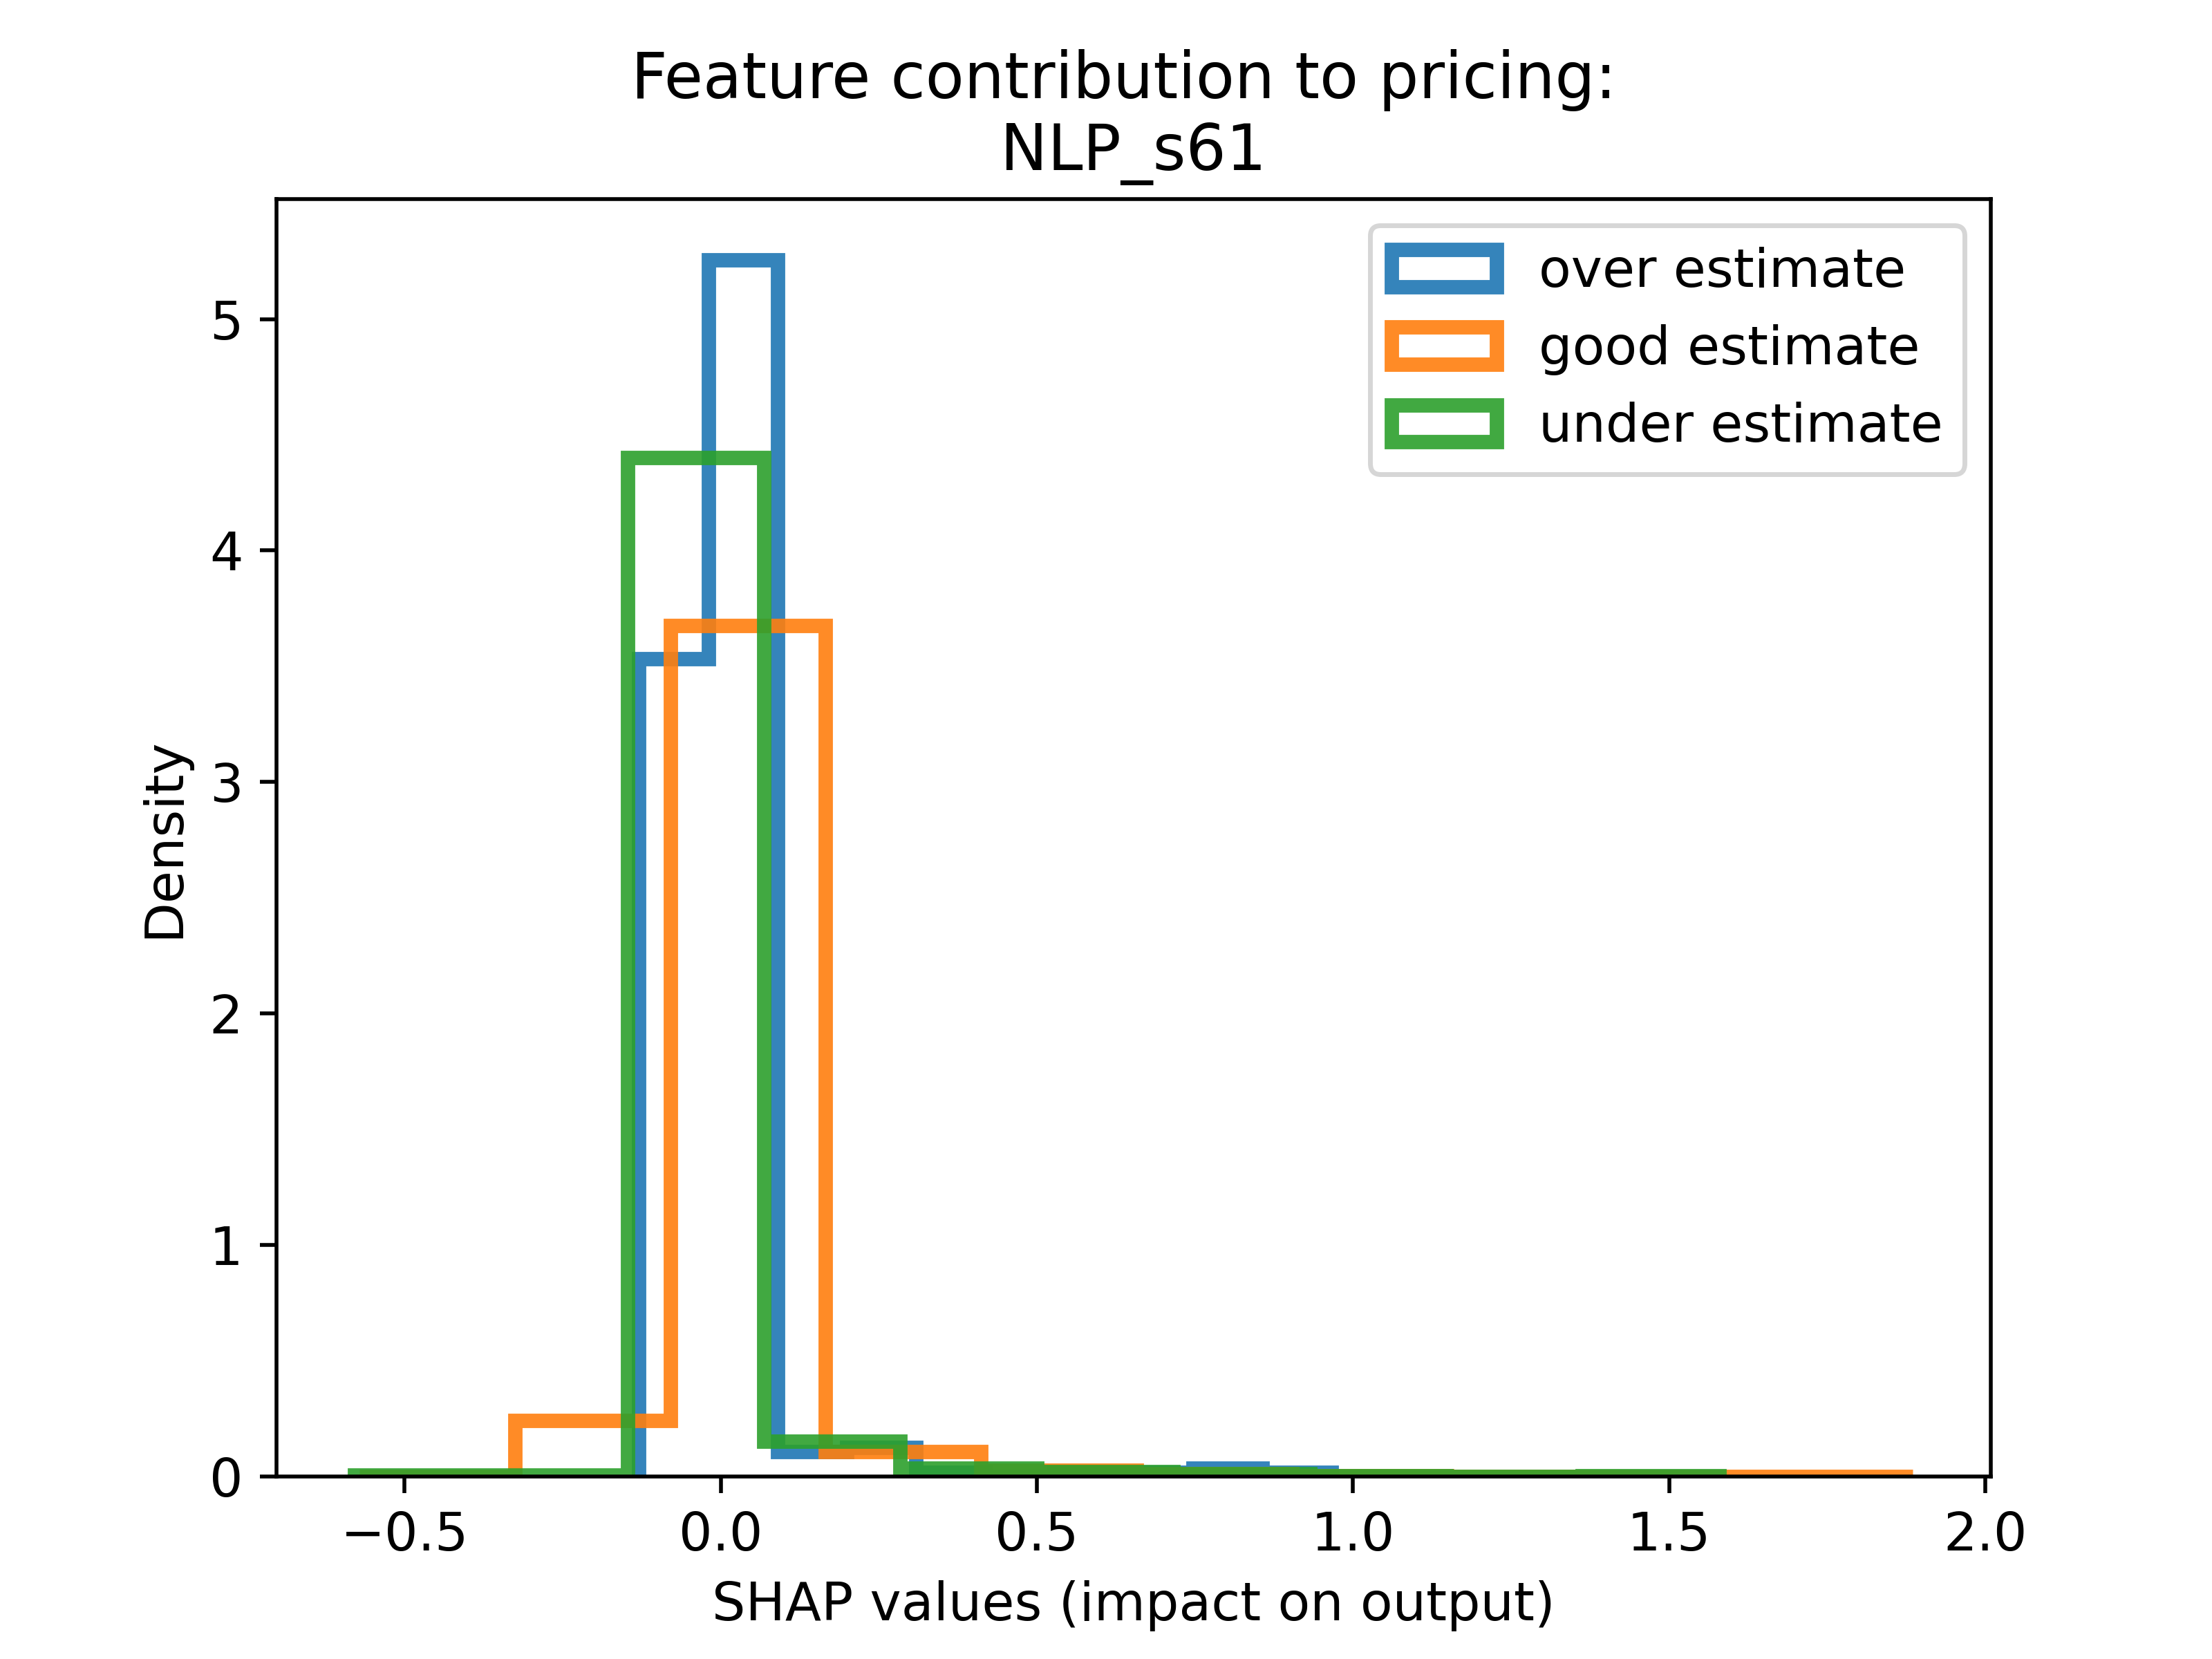 Feature contribution to pricing:
NLP_s61
over estimate
good estimate
under estimate
Density
5
4
3
2
1
0
−0.5 0.0 0.5 1.0 1.5 2.0
SHAP values (impact on output)